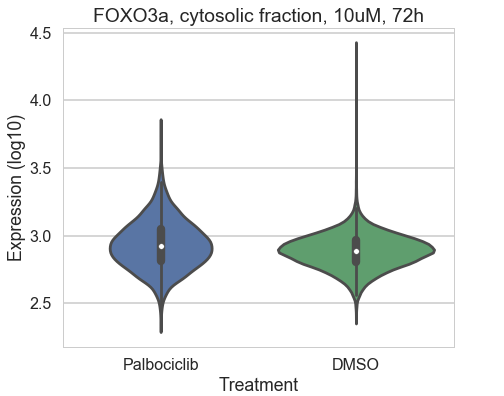 FOXO3a, cytosolic fraction, 10uM, 72h
4.5
4.0
3.5
3.0
2.5
Expression (log10)
Palbociclib DMSO
Treatment